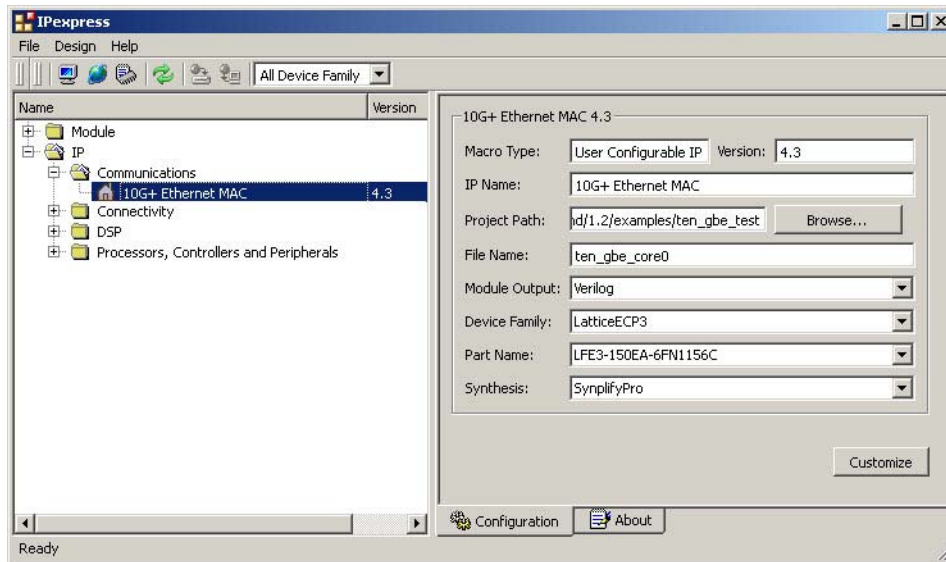 IPexpress
File Design Help
All Device Family
Name Version
Module
IP
Communications
10G+ Ethernet MAC 4.3
Connectivity
DSP
Processors, Controllers and Peripherals
10G+ Ethernet MAC 4.3
Macro Type: User Configurable IP Version: 4.3
IP Name: 10G+ Ethernet MAC
Project Path: nd/1.2/examples/ten_gbe_test Browse...
File Name: ten_gbe_core0
Module Output: Verilog
Device Family: LatticeECP3
Part Name: LFE3-150EA-6FN1156C
Synthesis: SynplifyPro
Customize
Configuration About
Ready